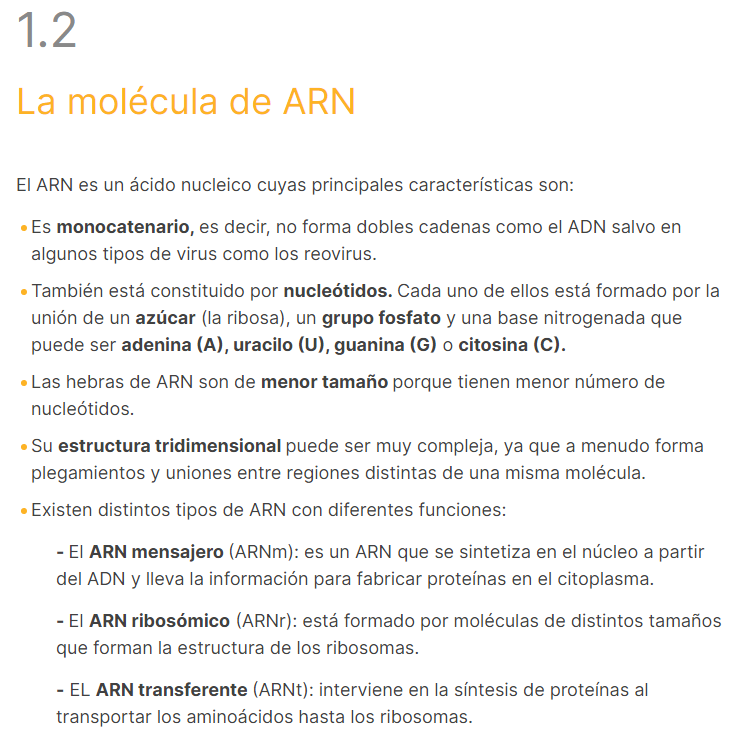 1.2
La molécula de ARN
El ARN es un ácido nucleico cuyas principales características son:
• Es monocatenario, es decir, no forma dobles cadenas como el ADN salvo en
algunos tipos de virus como los reovirus.
• También está constituido por nucleótidos. Cada uno de ellos está formado por la
unión de un azúcar (la ribosa), un grupo fosfato y una base nitrogenada que
puede ser adenina (A), uracilo (U), guanina (G) o citosina (C).
• Las hebras de ARN son de menor tamaño porque tienen menor número de
nucleótidos.
• Su estructura tridimensional puede ser muy compleja, ya que a menudo forma
plegamientos y uniones entre regiones distintas de una misma molécula.
• Existen distintos tipos de ARN con diferentes funciones:
- El ARN mensajero (ARNm): es un ARN que se sintetiza en el núcleo a partir
del ADN y lleva la información para fabricar proteínas en el citoplasma.
- El ARN ribosómico (ARNr): está formado por moléculas de distintos tamaños
que forman la estructura de los ribosomas.
- EL ARN transferente (ARNt): interviene en la síntesis de proteínas al
transportar los aminoácidos hasta los ribosomas.